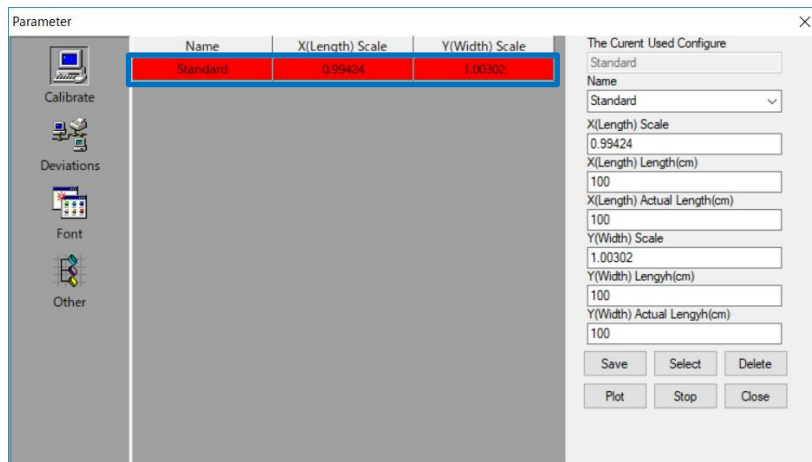 Parameter
Calibrate
Deviations
Font
Other
Name X(Length) Scale Y(Width) Scale
Standard 0.99424 1.00302
The Curent Used Configure
Standard
Name
Standard
X(Length) Scale
0.99424
X(Length) Length(cm)
100
X(Length) Actual Length(cm)
100
Y(Width) Scale
1.00302
Y(Width) Lengyh(cm)
100
Y(Width) Actual Lengyh(cm)
100
Save Select Delete
Plot Stop Close